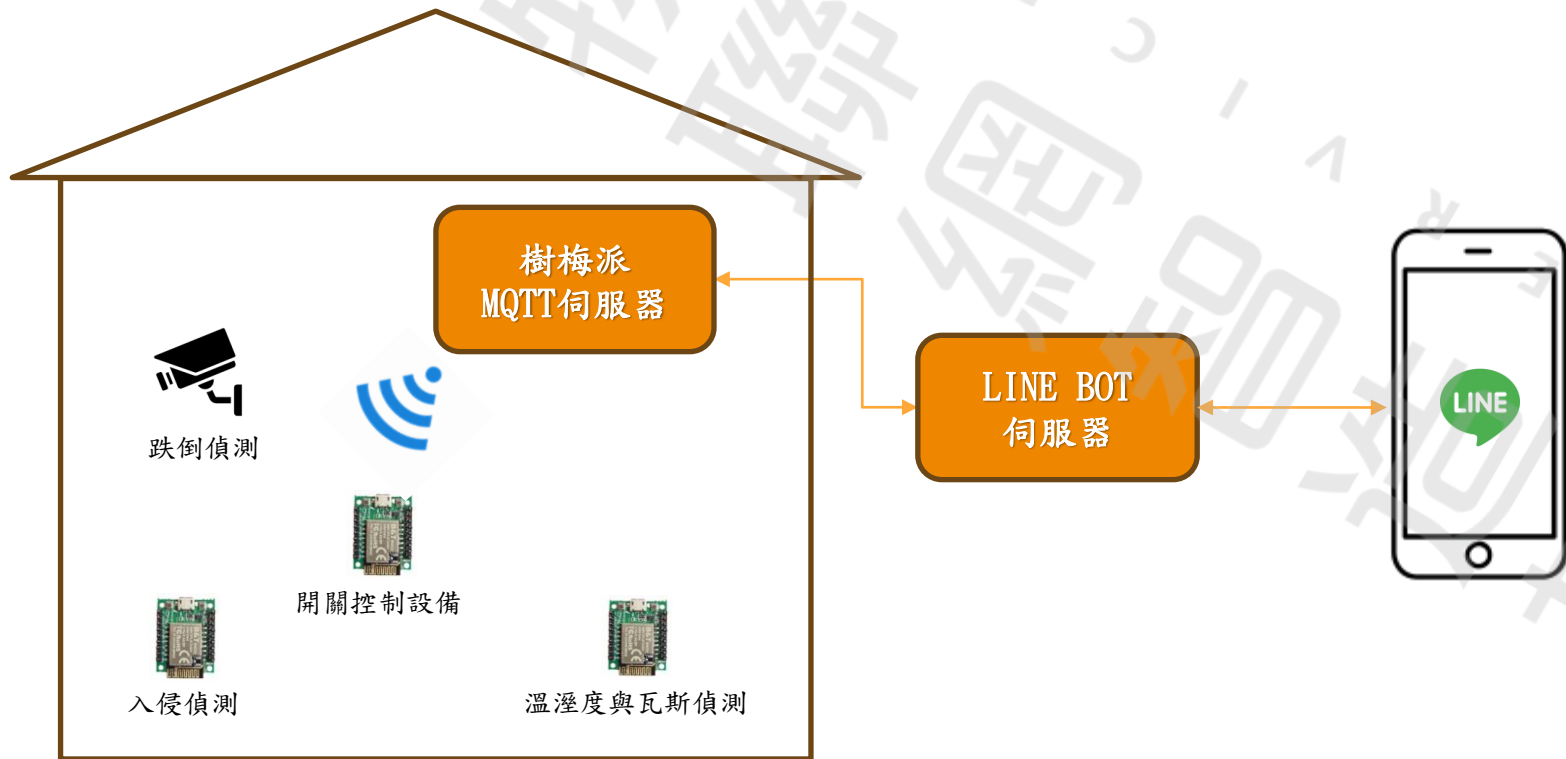 樹梅派
MQTT伺服器
跌倒偵測
LINE BOT
伺服器
LINE
開關控制設備
入侵偵測
溫溼度與瓦斯偵測